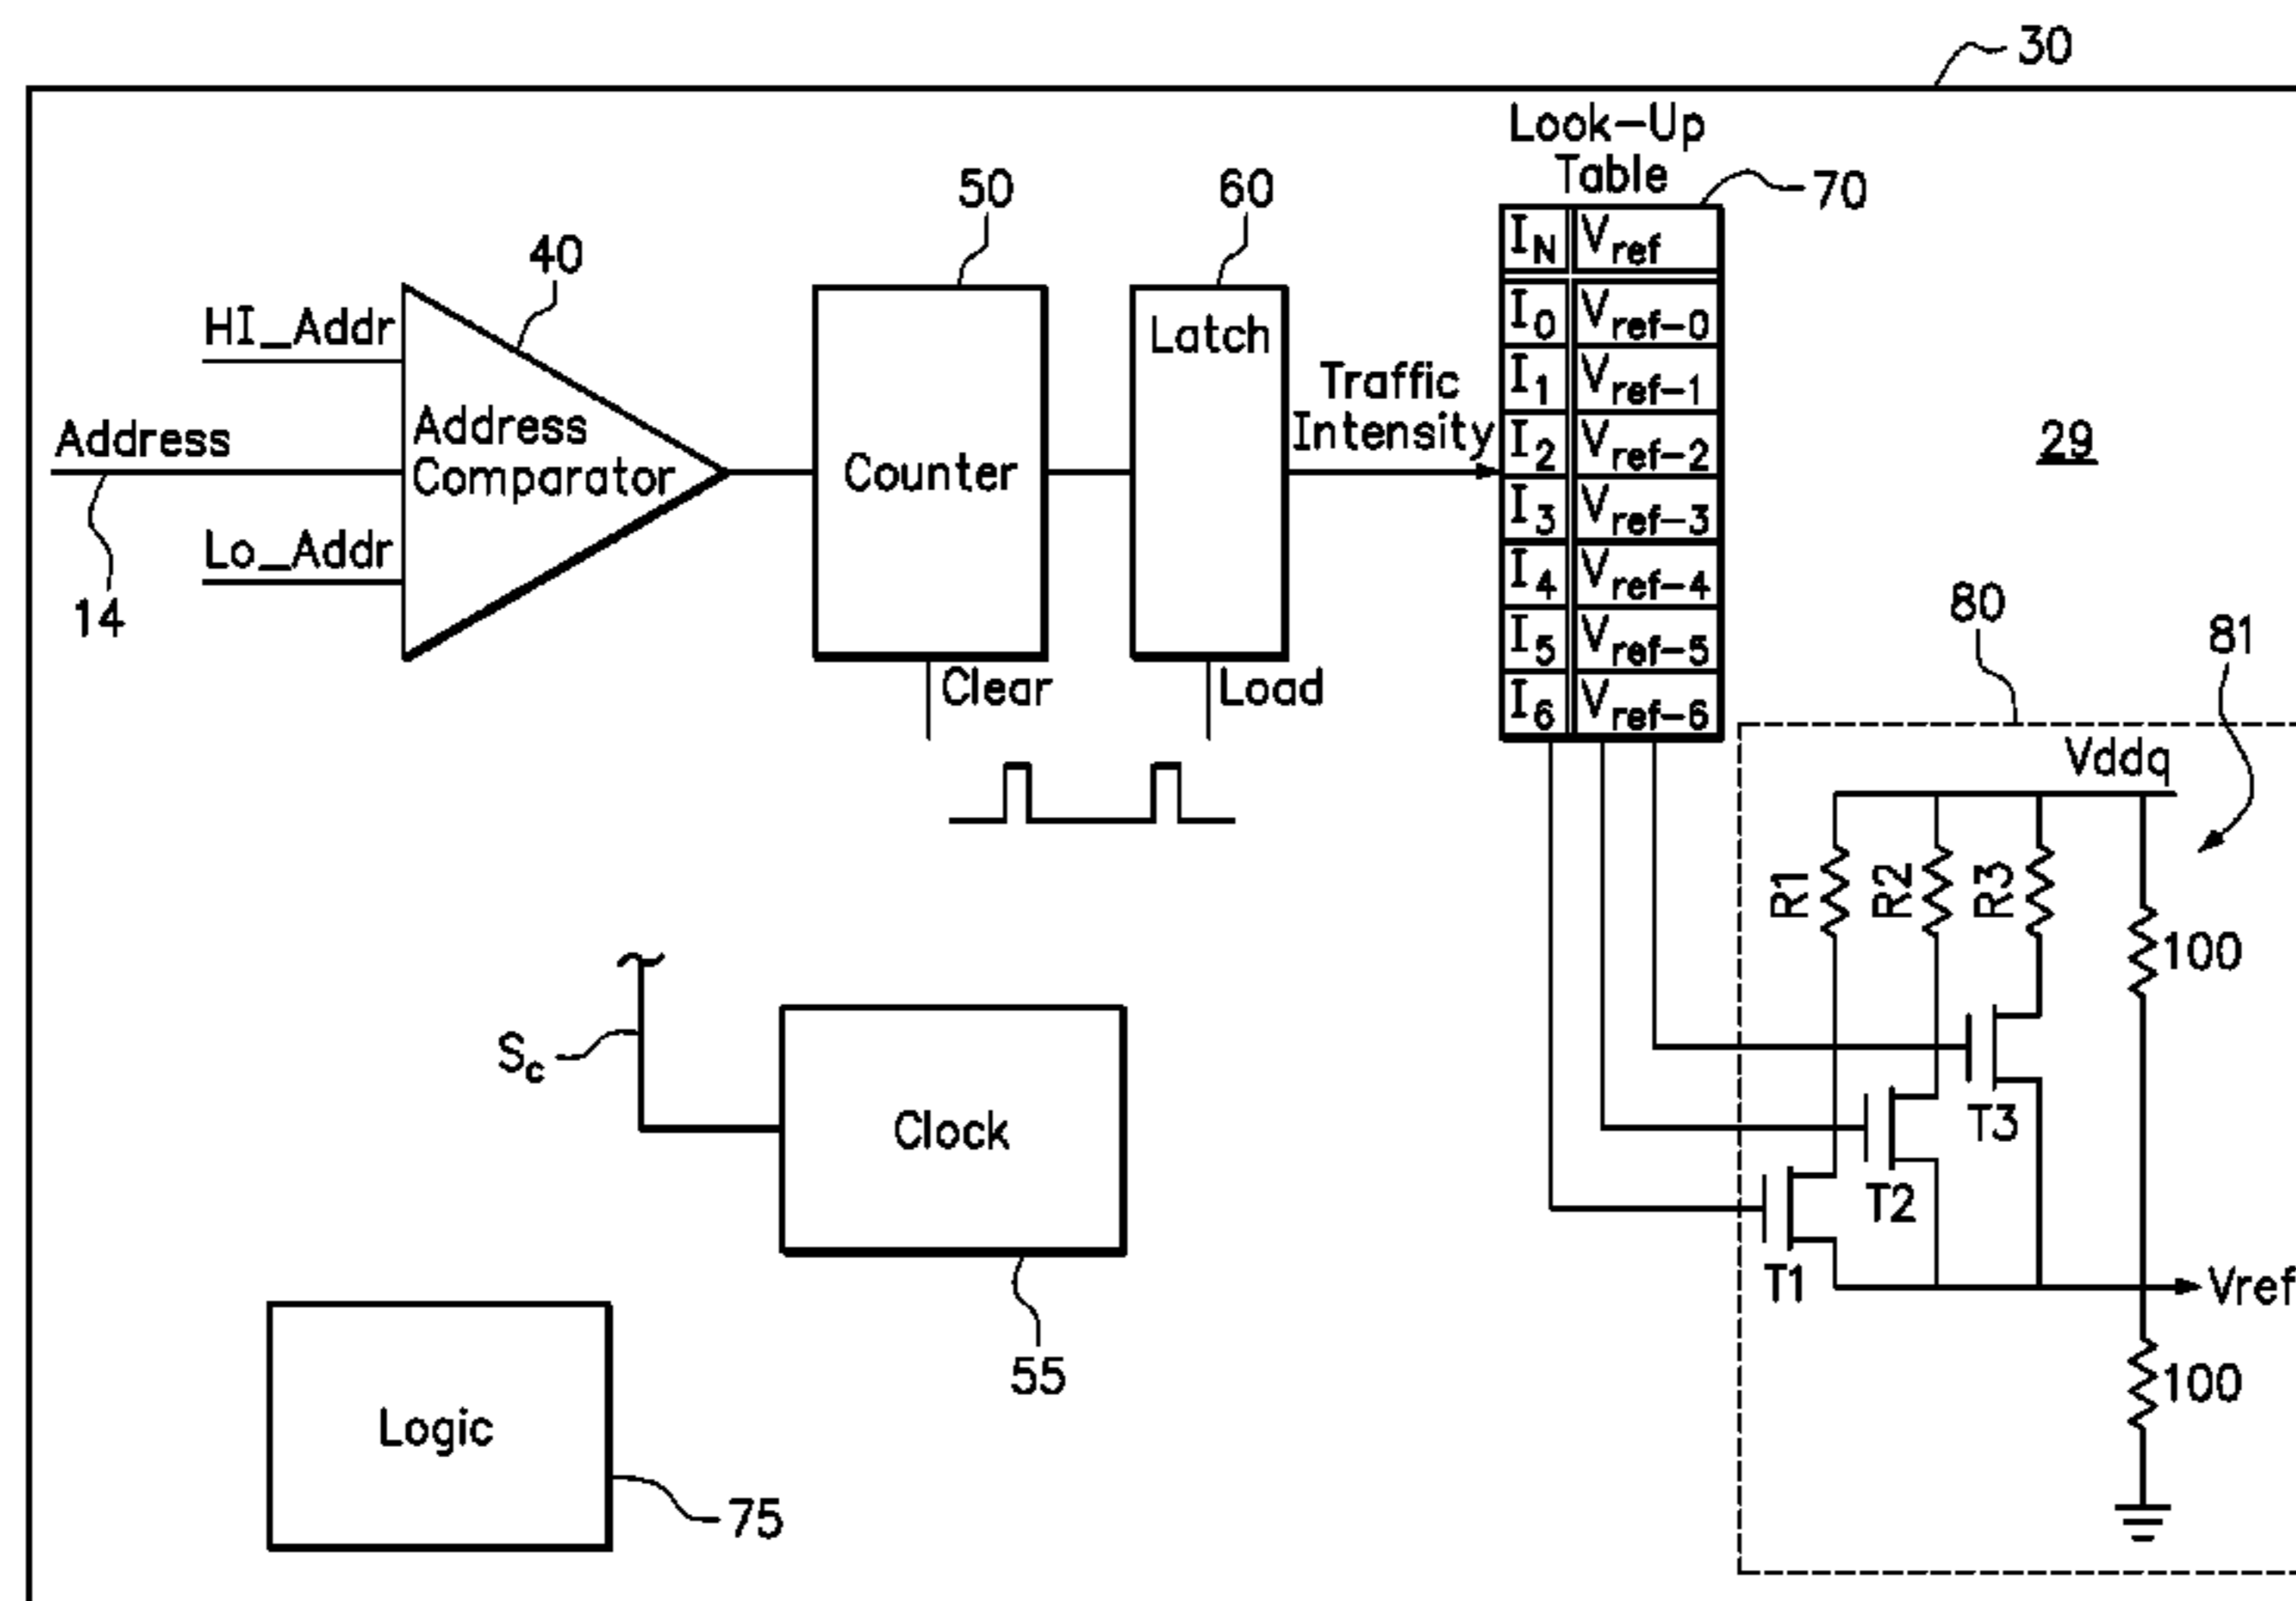 30
Look-Up
Table
70
50
60
40
HI_Addr
Address
14
Lo_Addr
Address
Comparator
Counter
Clear
Latch
Load
Traffic
Intensity
I_N V_ref
I_0 V_ref-0
I_1 V_ref-1
I_2 V_ref-2
I_3 V_ref-3
I_4 V_ref-4
I_5 V_ref-5
I_6 V_ref-6
29
80
81
Vddq
R1
R2
R3
100
T3
T2
T1
Vref
100
S_c
Clock
55
Logic
75